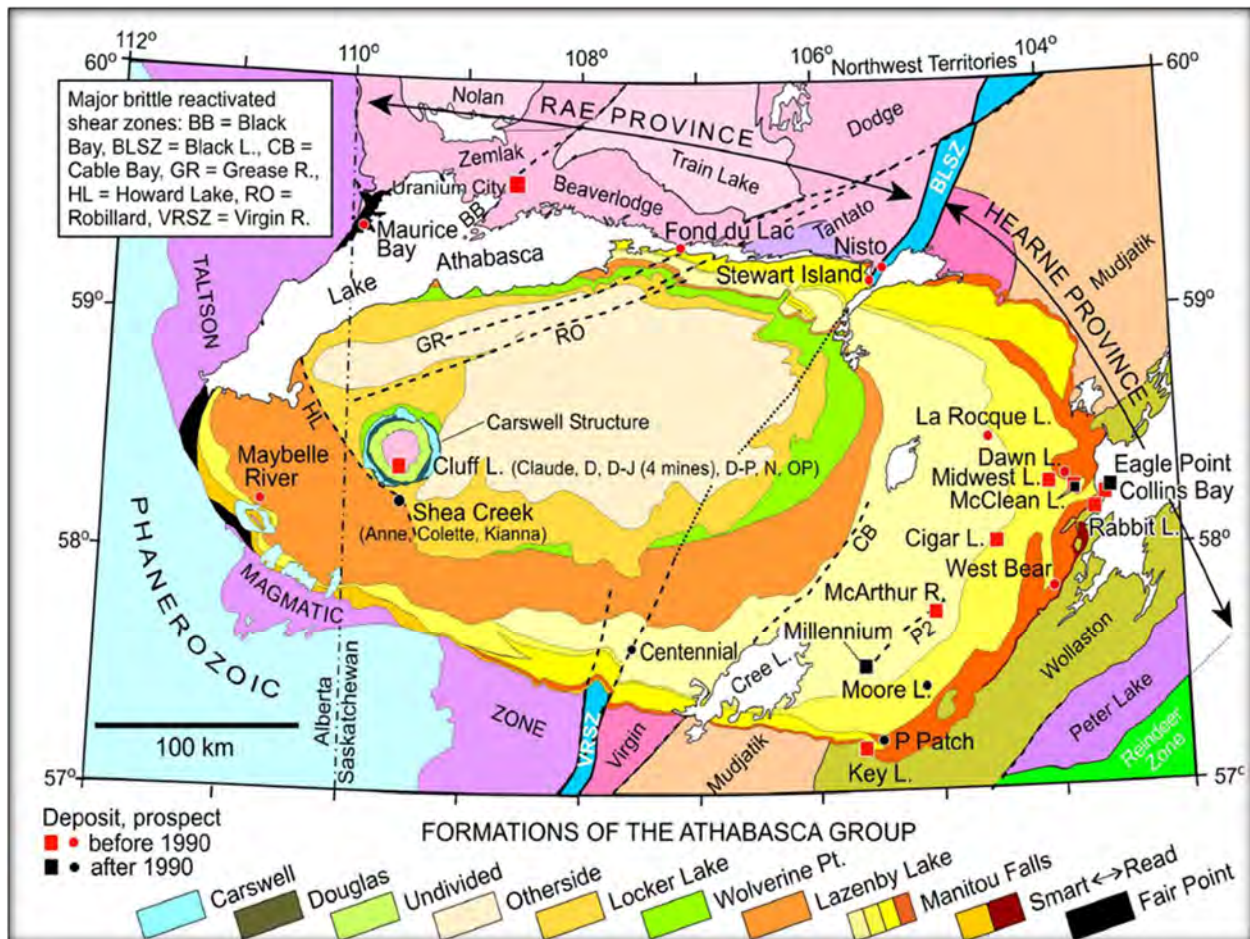 112°
110°
108°
106°
104°
60°
60°
Northwest Territories
Major brittle reactivated
shear zones: BB = Black
Bay, BLSZ = Black L., CB =
Cable Bay, GR = Grease R.,
HL = Howard Lake, RO =
Robillard, VRSZ = Virgin R.
Nolan
RAE PROVINCE
Dodge
Zemlak
Train Lake
BLSZ
Uranium City
Beaverlodge
BB
Maurice
Bay
Athabasca
Lake
Fond du Lac
Tantato
Nisto
Stewart Island
HEARNE PROVINCE
Mudjatik
TALTSON
59°
59°
GR
RO
HL
Carswell Structure
La Rocque L.
Cluff L. (Claude, D, D-J (4 mines), D-P, N. OP)
Dawn L.
Midwest L.
McClean L.
Eagle Point
Collins Bay
Rabbit L.
Maybelle
River
Shea Creek
(Anne, Colette, Kianna)
58°
58°
CB
Cigar L.
West Bear
PHANEROZOIC
MAGMATIC
McArthur R.
Millennium
P2
Centennial
Cree L.
Moore L.
Wollaston
Peter Lake
Reindeer
Zone
Alberta
Saskatchewan
ZONE
VRSZ
Virgin
Mudjatik
P Patch
Key L.
100 km
57°
57°
Deposit, prospect
before 1990
after 1990
FORMATIONS OF THE ATHABASCA GROUP
Carswell
Douglas
Undivided
Otherside
Locker Lake
Wolverine Pt.
Lazenby Lake
Manitou Falls
Smart ↔ Read
Fair Point